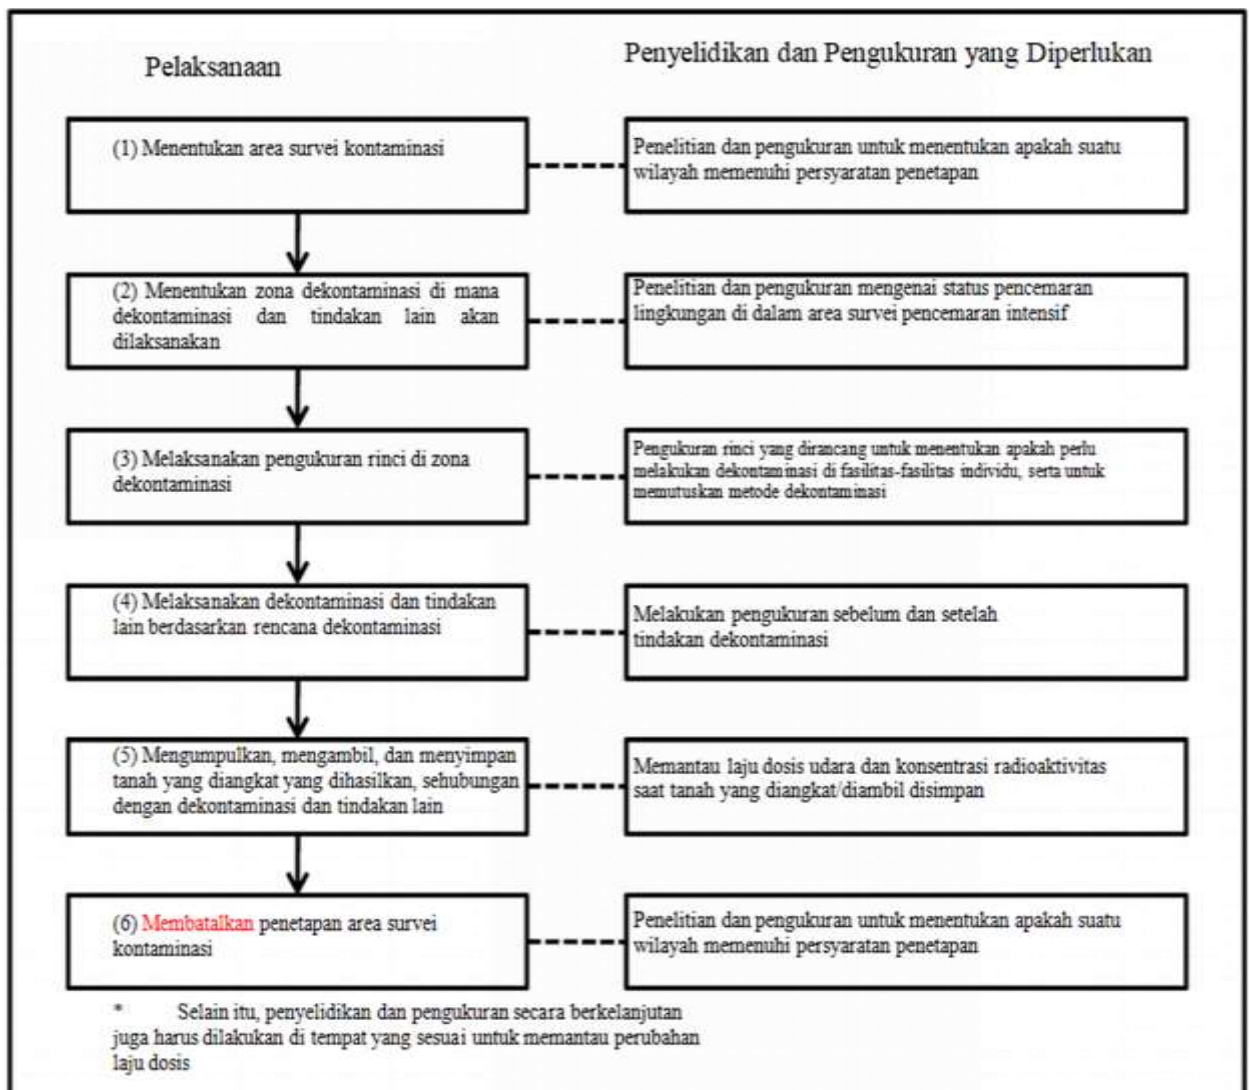 Pelaksanaan
Penyelidikan dan Pengukuran yang Diperlukan
(1) Menentukan area survei kontaminasi
Penelitian dan pengukuran untuk menentukan apakah suatu
wilayah memenuhi persyaratan penetapan
(2) Menentukan zona dekontaminasi di mana
dekontaminasi dan tindakan lain akan
dilaksanakan
Penelitian dan pengukuran mengenai status pencemaran
lingkungan di dalam area survei pencemaran intensif
(3) Melaksanakan pengukuran rinci di zona
dekontaminasi
Pengukuran rinci yang dirancang untuk menentukan apakah perlu
melakukan dekontaminasi di fasilitas-fasilitas individu, serta untuk
memutuskan metode dekontaminasi
(4) Melaksanakan dekontaminasi dan tindakan
lain berdasarkan rencana dekontaminasi
Melakukan pengukuran sebelum dan setelah
tindakan dekontaminasi
(5) Mengumpulkan, mengambil, dan menyimpan
tanah yang diangkat yang dihasilkan, sehubungan
dengan dekontaminasi dan tindakan lain
Memantau laju dosis udara dan konsentrasi radioaktivitas
saat tanah yang diangkat/diambil disimpan
(6) Membatalkan penetapan area survei
kontaminasi
Penelitian dan pengukuran untuk menentukan apakah suatu
wilayah memenuhi persyaratan penetapan
* Selain itu, penyelidikan dan pengukuran secara berkelanjutan
juga harus dilakukan di tempat yang sesuai untuk memantau perubahan
laju dosis